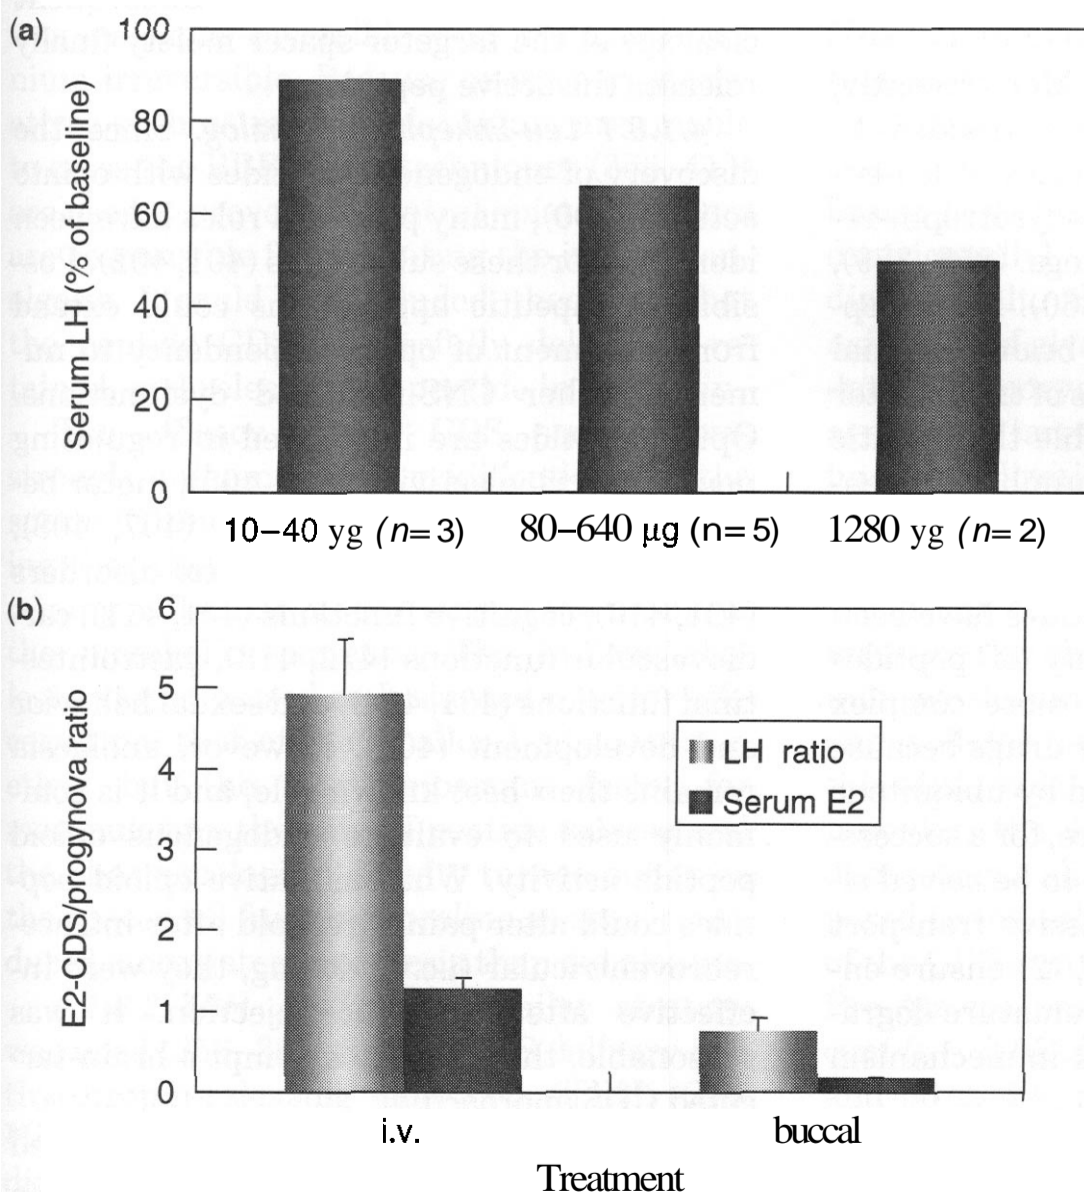 (a)
Serum LH ((% of baseline)
100
80
60
40
20
0
10–40 yg (n=3)
80–640 µg (n=5)
1280 yg (n=2)
(b)
E2-CDS/progynova ratio
6
5
4
3
2
1
0
LH ratio
Serum E2
i.v.
buccal
Treatment